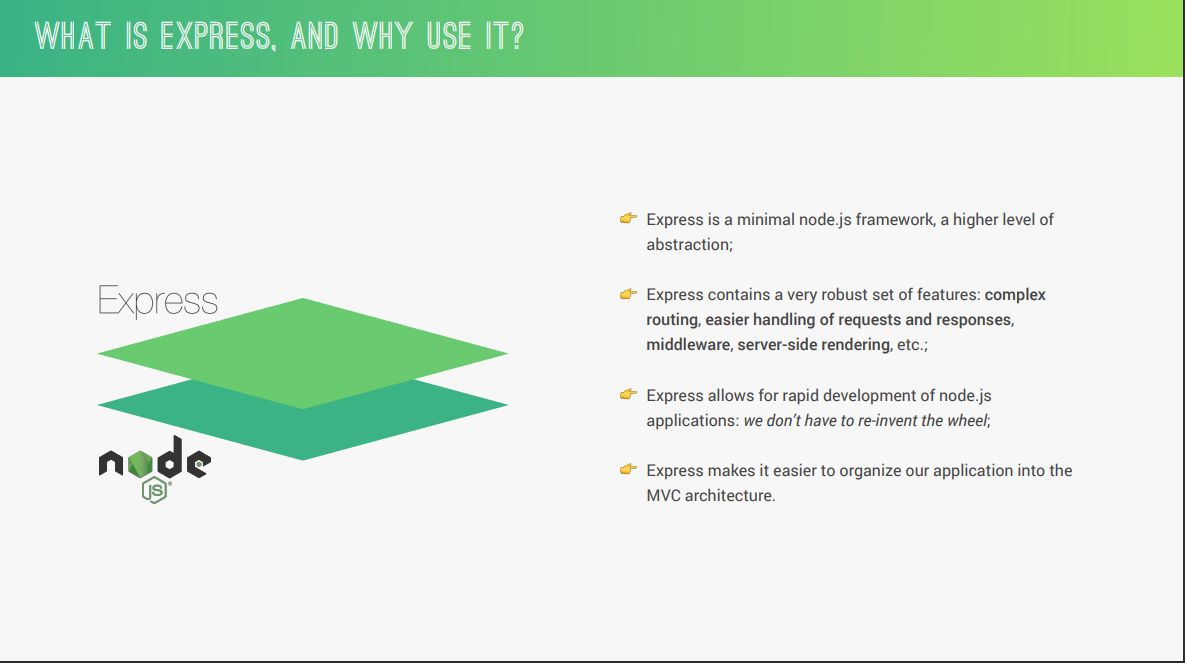 WHAT IS EXPRESS, AND WHY USE IT?
Express is a minimal node.js framework, a higher level of
abstraction;
Express contains a very robust set of features: complex
routing, easier handling of requests and responses,
middleware, server-side rendering, etc.;
Express allows for rapid development of node.js
applications: we don’t have to re-invent the wheel;
Express makes it easier to organize our application into the
MVC architecture.
Express
node
JS®